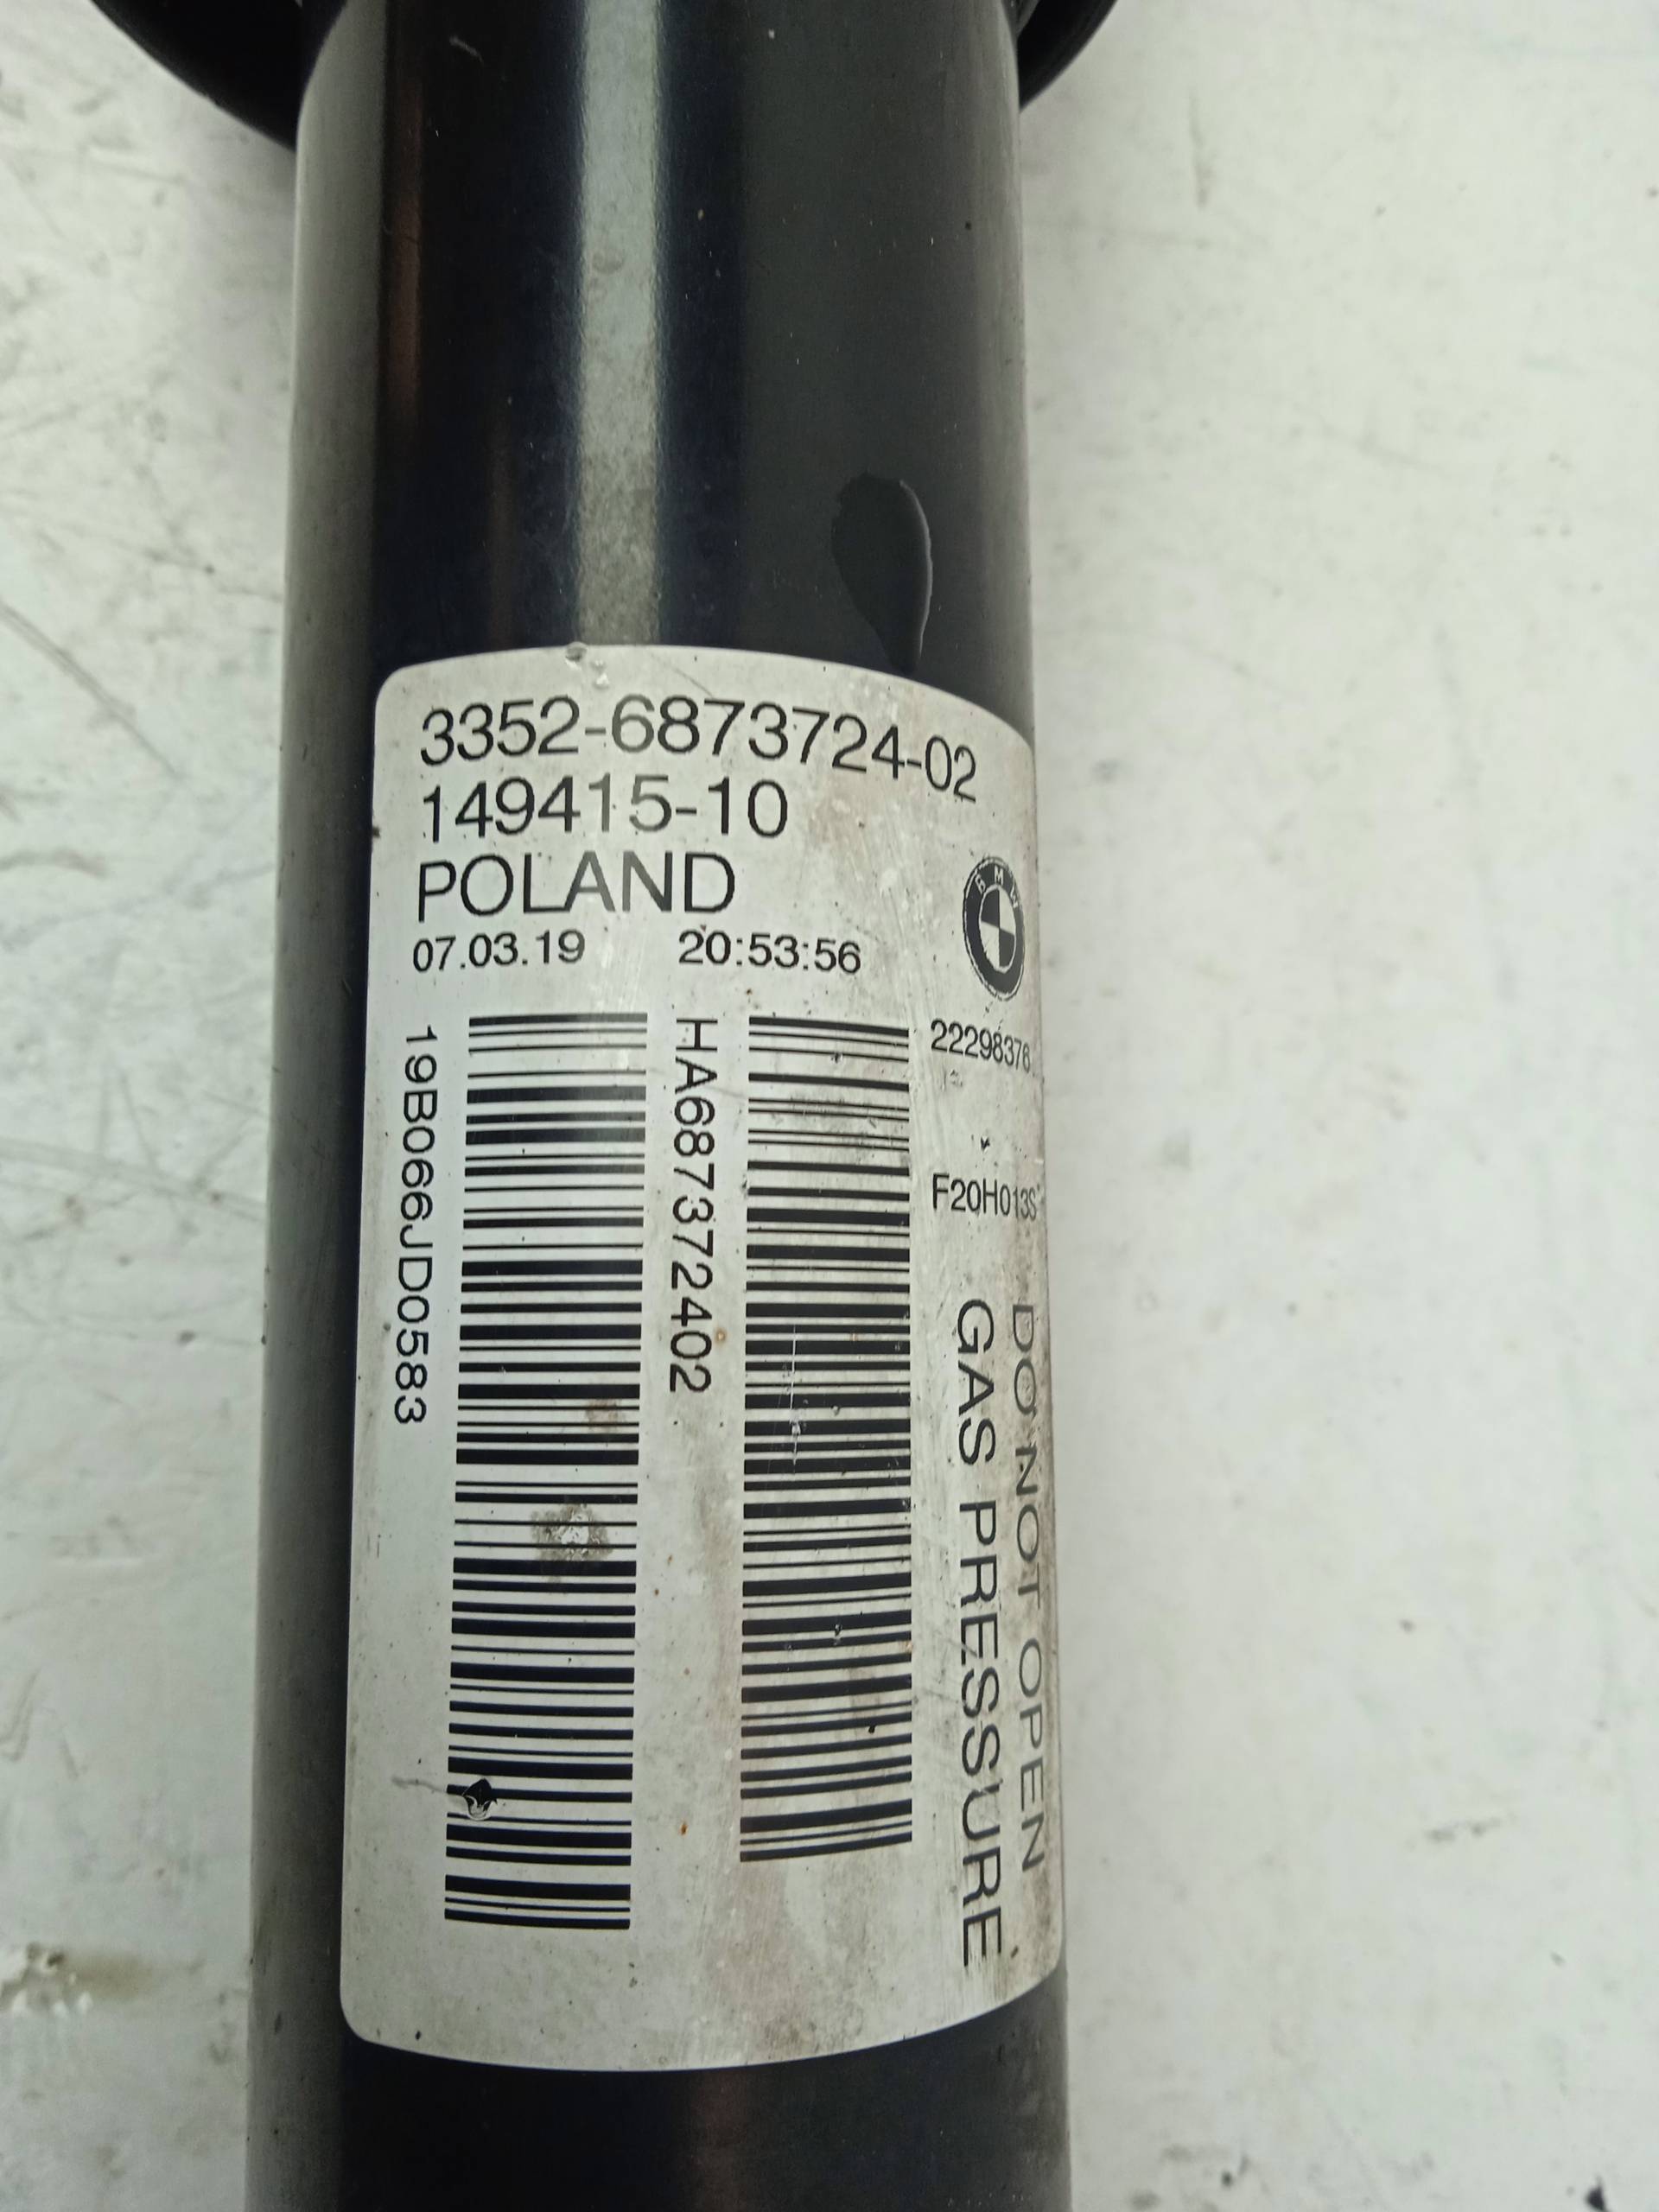 3352-6873724-02
149415-10
POLAND
07.03.19 20:53:56
BMW
22298376
F20H013S
19B066JD0583
HA687372402
GAS PRESSURE
DO NOT OPEN